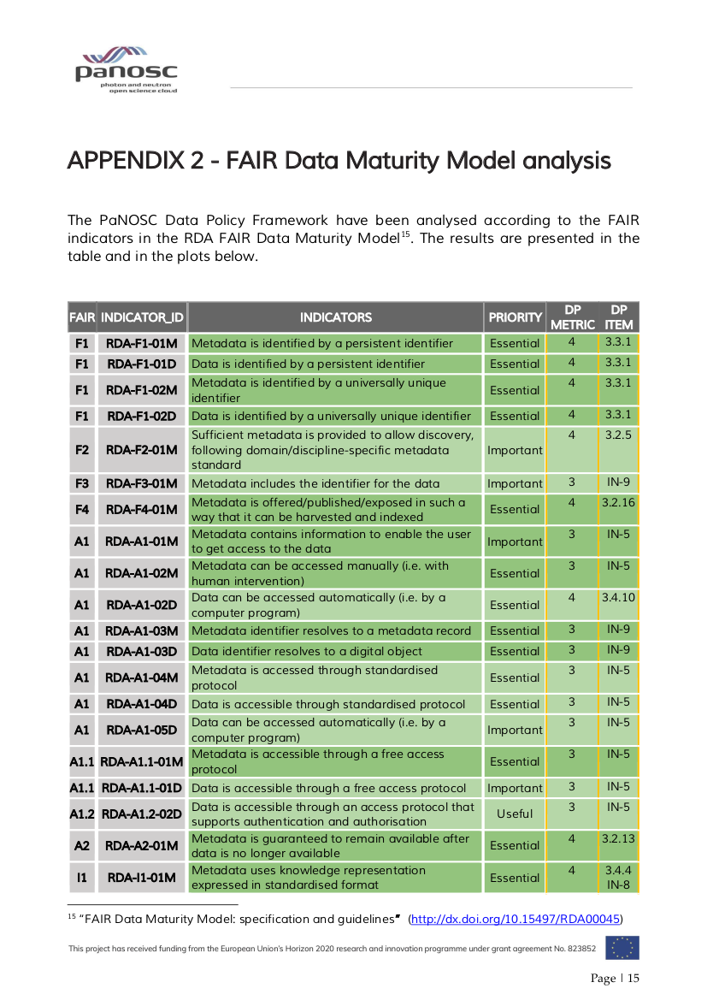 panosc
photon and neutron
open science cloud
APPENDIX 2 - FAIR Data Maturity Model analysis
The PaNOSC Data Policy Framework have been analysed according to the FAIR
indicators in the RDA FAIR Data Maturity Model15. The results are presented in the
table and in the plots below.
FAIR INDICATOR_ID INDICATORS PRIORITY DP METRIC DP ITEM
F1 RDA-F1-01M Metadata is identified by a persistent identifier Essential 4 3.3.1
F1 RDA-F1-01D Data is identified by a persistent identifier Essential 4 3.3.1
F1 RDA-F1-02M Metadata is identified by a universally unique
identifier Essential 4 3.3.1
F1 RDA-F1-02D Data is identified by a universally unique identifier Essential 4 3.3.1
F2 RDA-F2-01M Sufficient metadata is provided to allow discovery,
following domain/discipline-specific metadata
standard Important 4 3.2.5
F3 RDA-F3-01M Metadata includes the identifier for the data Important 3 IN-9
F4 RDA-F4-01M Metadata is offered/published/exposed in such a
way that it can be harvested and indexed Essential 4 3.2.16
A1 RDA-A1-01M Metadata contains information to enable the user
to get access to the data Important 3 IN-5
A1 RDA-A1-02M Metadata can be accessed manually (i.e. with
human intervention) Essential 3 IN-5
A1 RDA-A1-02D Data can be accessed automatically (i.e. by a
computer program) Essential 4 3.4.10
A1 RDA-A1-03M Metadata identifier resolves to a metadata record Essential 3 IN-9
A1 RDA-A1-03D Data identifier resolves to a digital object Essential 3 IN-9
A1 RDA-A1-04M Metadata is accessed through standardised
protocol Essential 3 IN-5
A1 RDA-A1-04D Data is accessible through standardised protocol Essential 3 IN-5
A1 RDA-A1-05D Data can be accessed automatically (i.e. by a
computer program) Important 3 IN-5
A1.1 RDA-A1.1-01M Metadata is accessible through a free access
protocol Essential 3 IN-5
A1.1 RDA-A1.1-01D Data is accessible through a free access protocol Important 3 IN-5
A1.2 RDA-A1.2-02D Data is accessible through an access protocol that
supports authentication and authorisation Useful 3 IN-5
A2 RDA-A2-01M Metadata is guaranteed to remain available after
data is no longer available Essential 4 3.2.13
I1 RDA-I1-01M Metadata uses knowledge representation
expressed in standardised format Essential 4 3.4.4 IN-8
15 "FAIR Data Maturity Model: specification and guidelines" (http://dx.doi.org/10.15497/RDA00045)
This project has received funding from the European Union's Horizon 2020 research and innovation programme under grant agreement No. 823852
Page | 15